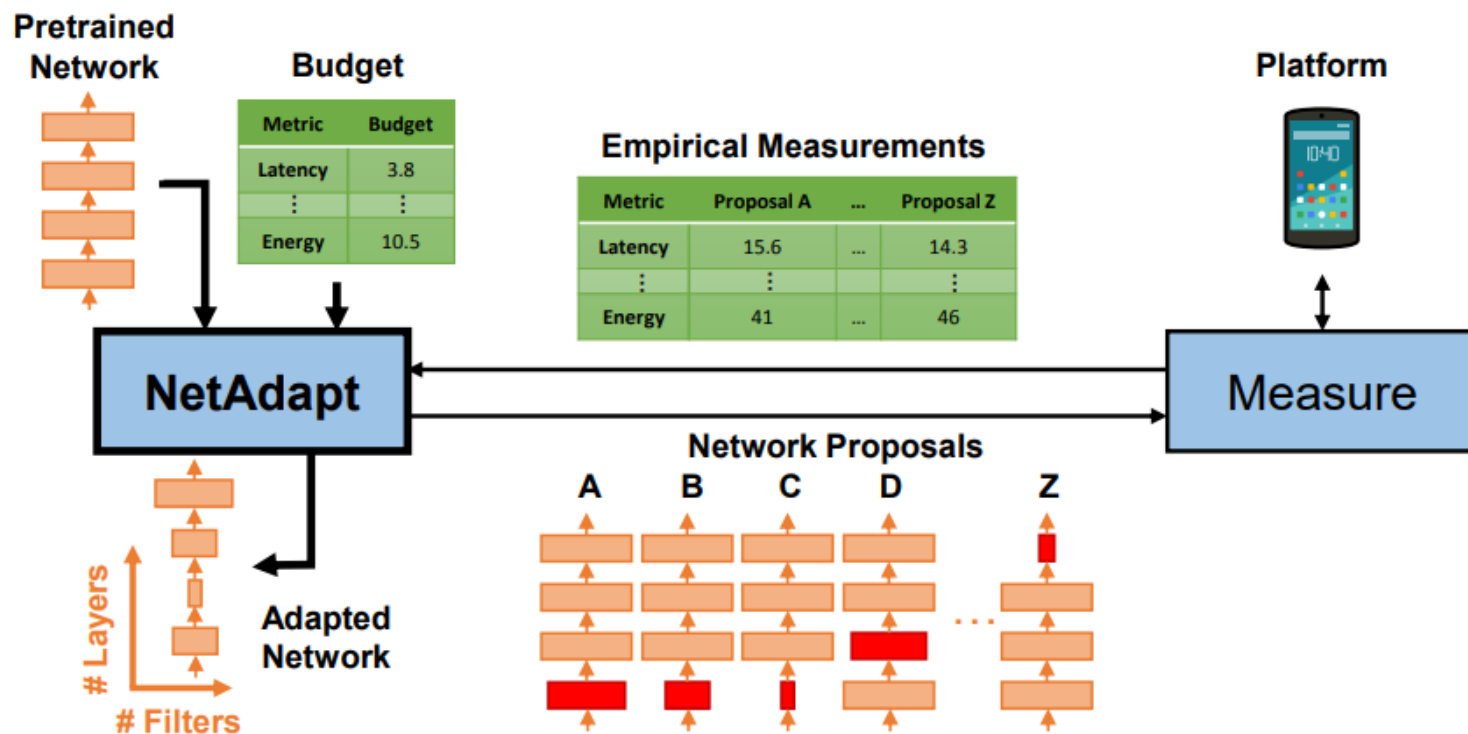 Pretrained
Network
Budget
Metric Budget
Latency 3.8
⋮ ⋮
Energy 10.5
Empirical Measurements
Metric Proposal A ... Proposal Z
Latency 15.6 ... 14.3
⋮ ⋮ ⋮
Energy 41 ... 46
Platform
10:40
NetAdapt
Measure
Network Proposals
A B C D Z
...
Adapted
Network
# Layers
# Filters